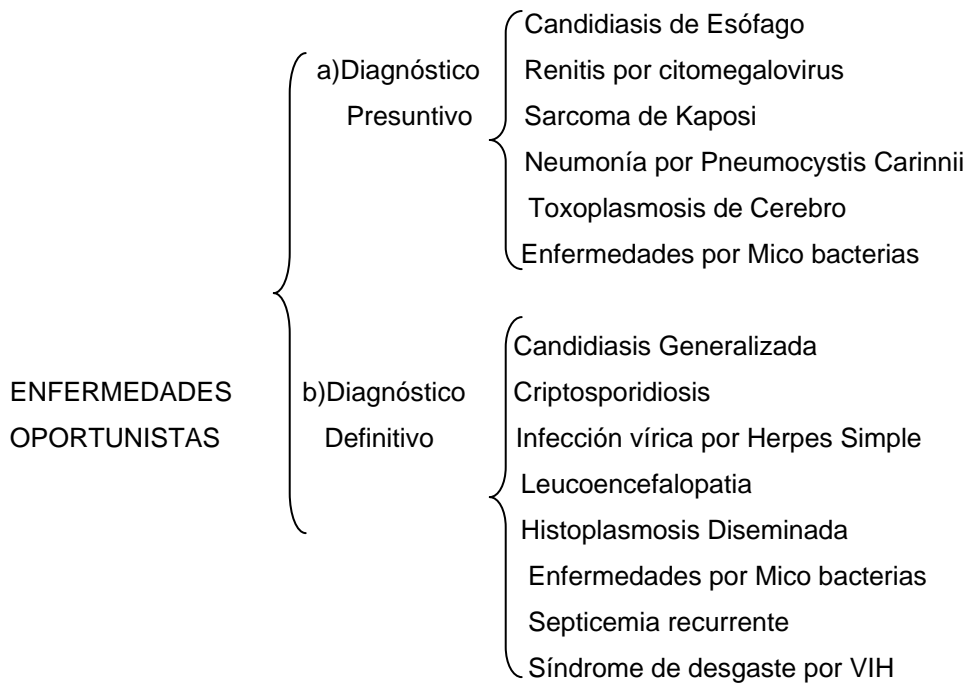 Candidiasis de Esófago
a)Diagnóstico
Presuntivo
Renitis por citomegalovirus
Sarcoma de Kaposi
Neumonía por Pneumocystis Carinnii
Toxoplasmosis de Cerebro
Enfermedades por Mico bacterias
ENFERMEDADES
OPORTUNISTAS
b)Diagnóstico
Definitivo
Candidiasis Generalizada
Criptosporidiosis
Infección vírica por Herpes Simple
Leucoencefalopatia
Histoplasmosis Diseminada
Enfermedades por Mico bacterias
Septicemia recurrente
Síndrome de desgaste por VIH